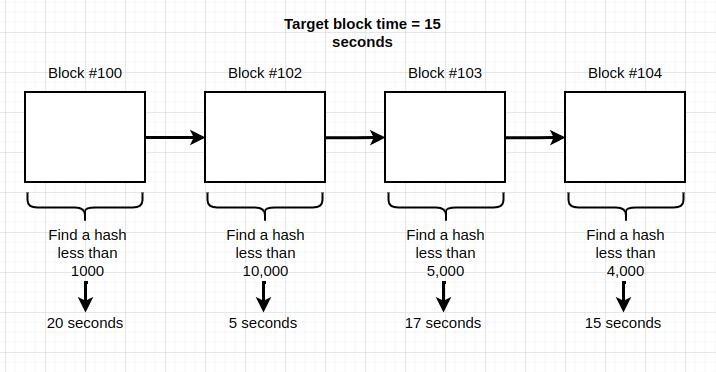 Target block time = 15
seconds
Block #100
Block #102
Block #103
Block #104
Find a hash
less than
1000
Find a hash
less than
10,000
Find a hash
less than
5,000
Find a hash
less than
4,000
20 seconds
5 seconds
17 seconds
15 seconds